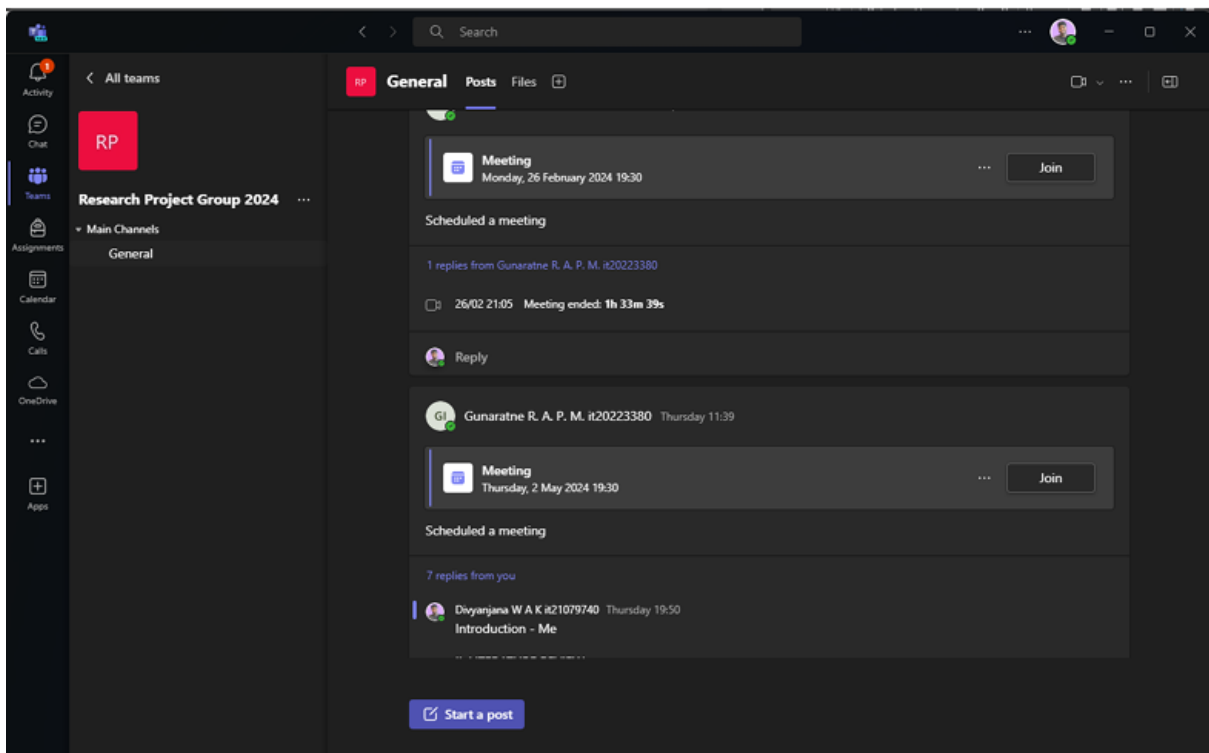 Search
1
Activity
Chat
Teams
Assignments
Calendar
Calls
OneDrive
Apps
All teams
RP
Research Project Group 2024
Main Channels
General
RP General Posts Files
Meeting
Monday, 26 February 2024 19:30
Join
Scheduled a meeting
1 replies from Gunaratne R. A. P. M. it20223380
26/02 21:05 Meeting ended: 1h 33m 39s
Reply
GI Gunaratne R. A. P. M. it20223380 Thursday 11:39
Meeting
Thursday, 2 May 2024 19:30
Join
Scheduled a meeting
7 replies from you
Divyanjana W A K it21079740 Thursday 19:50
Introduction - Me
Start a post